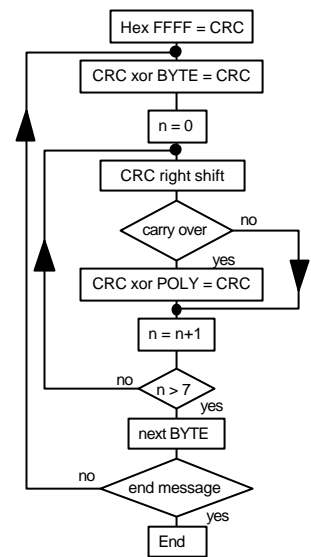 Hex FFFF = CRC
CRC xor BYTE = CRC
n = 0
CRC right shift
carry over
no
yes
CRC xor POLY = CRC
n = n+1
no
n > 7
yes
next BYTE
no
end message
yes
End